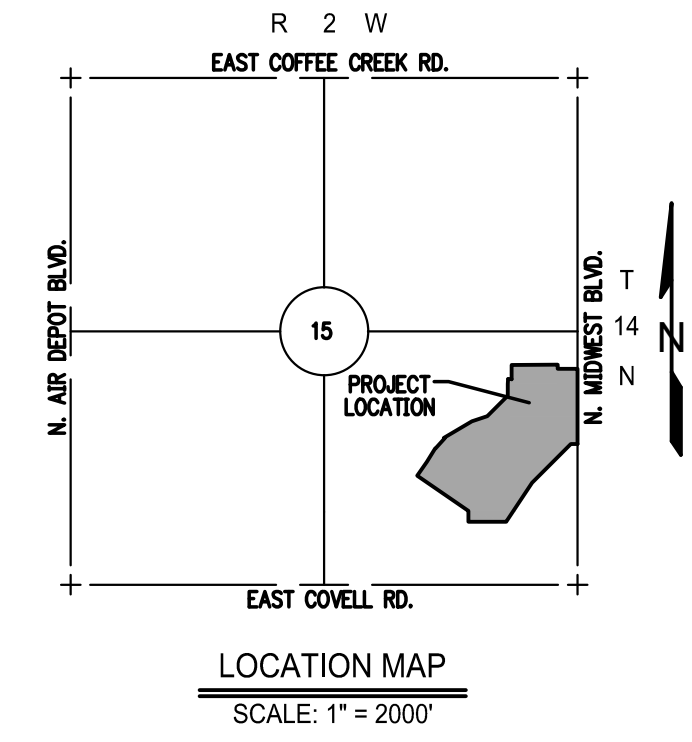 R 2 W
EAST COFFEE CREEK RD.
N. AIR DEPOT BLVD.
N. MIDWEST BLVD.
T
14
N
N
15
PROJECT
LOCATION
EAST COVELL RD.
LOCATION MAP
SCALE: 1" = 2000'